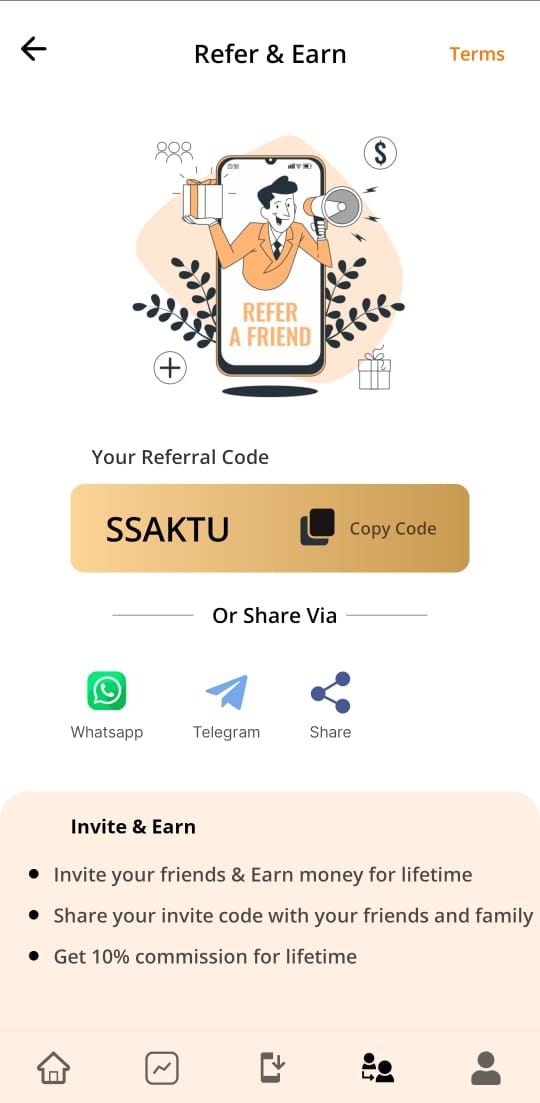 Refer & Earn
Terms
23:56
$
REFER
A FRIEND
Your Referral Code
SSAKTU
Copy Code
Or Share Via
Whatsapp
Telegram
Share
Invite & Earn
Invite your friends & Earn money for lifetime
Share your invite code with your friends and family
Get 10% commission for lifetime